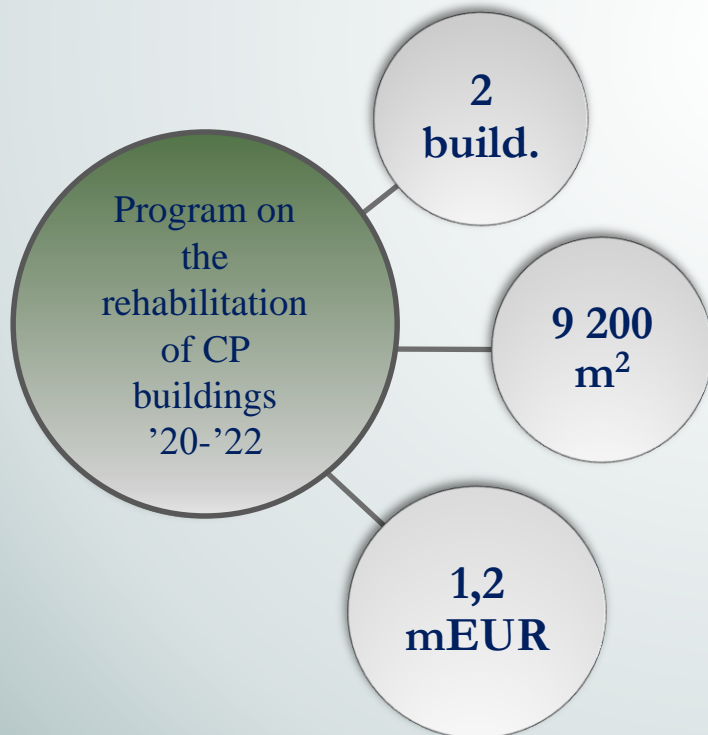 Program on
the
rehabilitation
of CP
buildings
’20-’22
2
build.
9 200
m²
1,2
mEUR